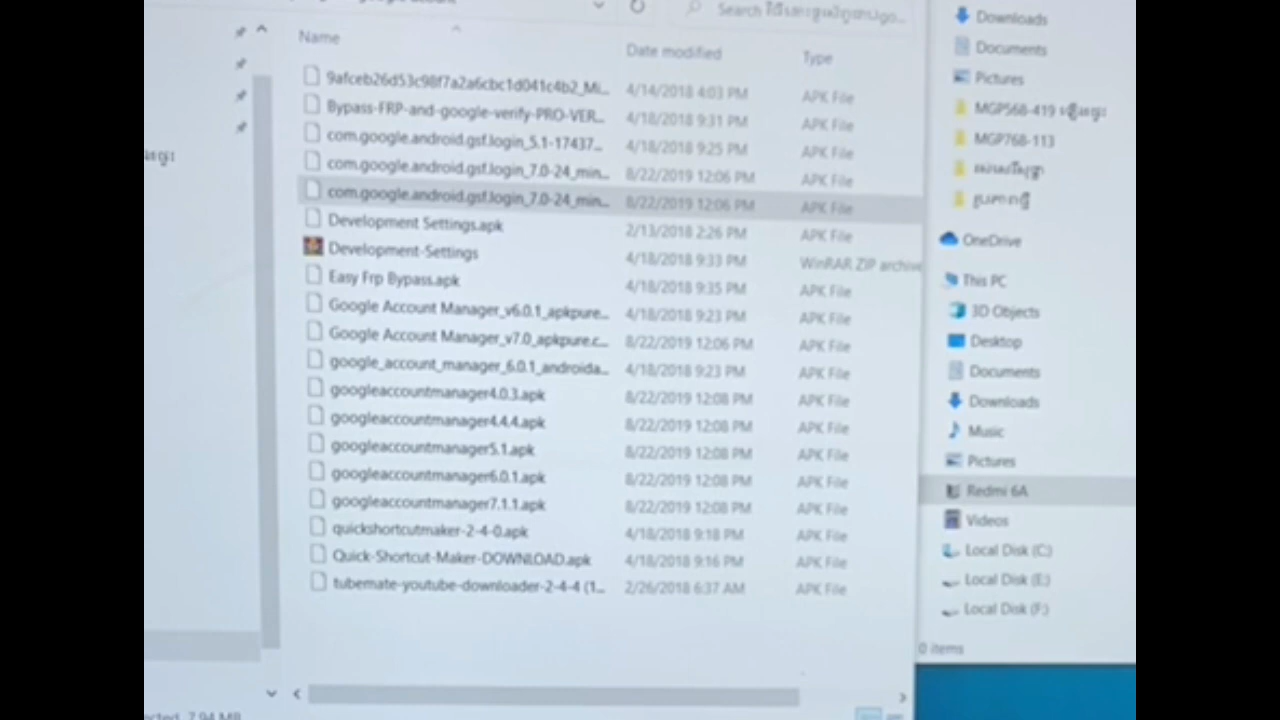 Search
Name
Date modified
Type
9afceb26d53c98f7a2a6cbc1d041c4b2_Mi... 4/14/2018 4:03 PM APK File
Bypass-FRP-and-google-verify-PRO-VER... 4/18/2018 9:31 PM APK File
com.google.android.gsf.login_5.1-17437... 4/18/2018 9:25 PM APK File
com.google.android.gsf.login_7.0-24_min... 8/22/2019 12:06 PM APK File
com.google.android.gsf.login_7.0-24_min... 8/22/2019 12:06 PM APK File
Development Settings.apk 2/13/2018 2:26 PM APK File
Development-Settings 4/18/2018 9:33 PM WinRAR ZIP archive
Easy Frp Bypass.apk 4/18/2018 9:35 PM APK File
Google Account Manager_v6.0.1_apkpure... 4/18/2018 9:23 PM APK File
Google Account Manager_v7.0_apkpure.c... 8/22/2019 12:06 PM APK File
google_account_manager_6.0.1_androida... 4/18/2018 9:23 PM APK File
googleaccountmanager4.0.3.apk 8/22/2019 12:08 PM APK File
googleaccountmanager4.4.4.apk 8/22/2019 12:08 PM APK File
googleaccountmanager5.1.apk 8/22/2019 12:08 PM APK File
googleaccountmanager6.0.1.apk 8/22/2019 12:08 PM APK File
googleaccountmanager7.1.1.apk 8/22/2019 12:08 PM APK File
quickshortcutmaker-2-4-0.apk 4/18/2018 9:18 PM APK File
Quick-Shortcut-Maker-DOWNLOAD.apk 4/18/2018 9:16 PM APK File
tubemate-youtube-downloader-2-4-4 (1... 2/26/2018 6:37 AM APK File
7.94 MB
Downloads
Documents
Pictures
MGP568-419
MGP768-113
OneDrive
This PC
3D Objects
Desktop
Documents
Downloads
Music
Pictures
Redmi 6A
Videos
Local Disk (C:)
Local Disk (E:)
Local Disk (F:)
0 items